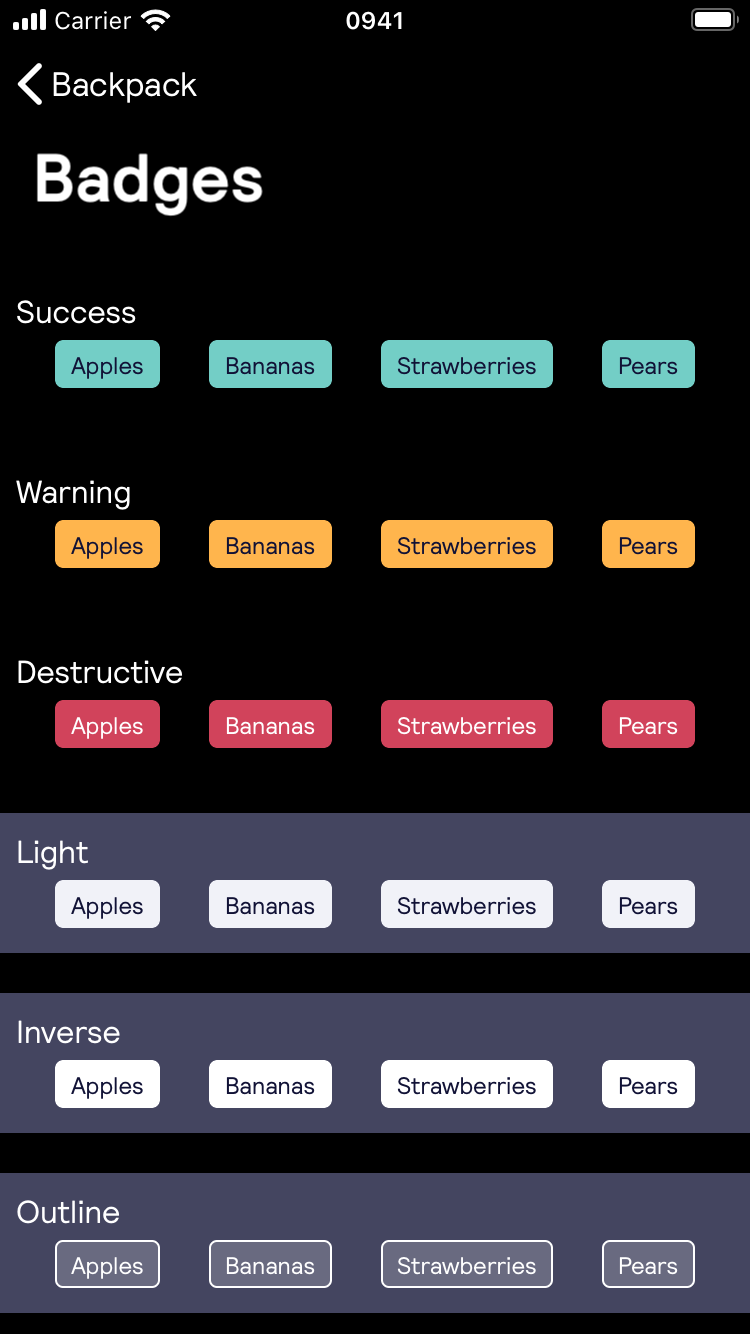 Carrier 0941
Backpack
Badges
Success
Apples Bananas Strawberries Pears
Warning
Apples Bananas Strawberries Pears
Destructive
Apples Bananas Strawberries Pears
Light
Apples Bananas Strawberries Pears
Inverse
Apples Bananas Strawberries Pears
Outline
Apples Bananas Strawberries Pears